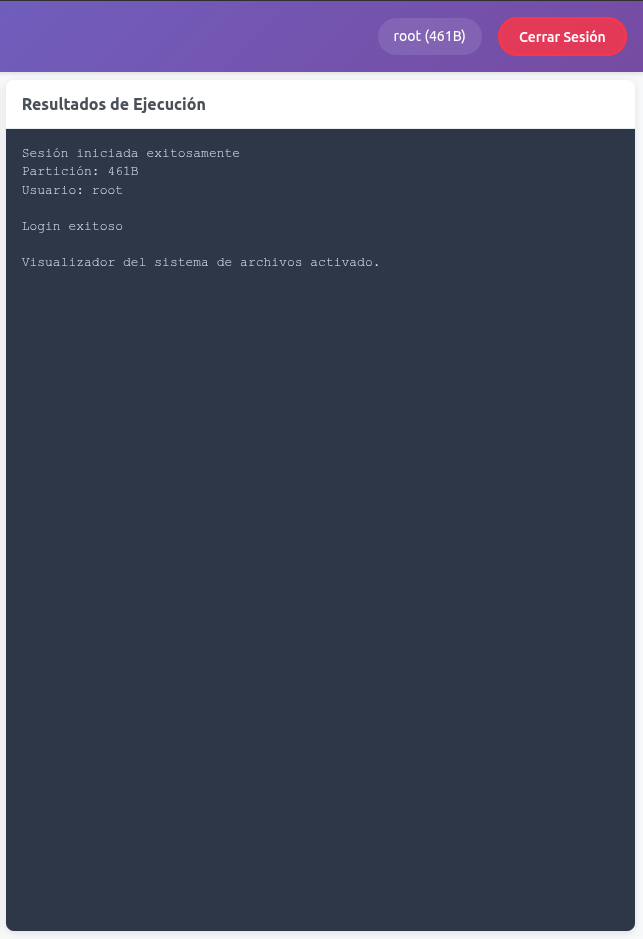 root (461B)
Cerrar Sesión
Resultados de Ejecución
Sesión iniciada exitosamente
Partición: 461B
Usuario: root
Login exitoso
Visualizador del sistema de archivos activado.